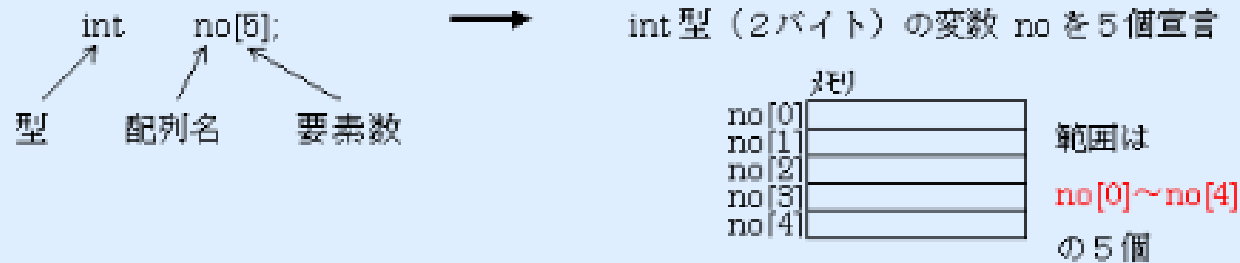 int no[5];
型 配列名 要素数
int型（2バイト）の変数 no を5個宣言
ﾒﾓﾘ
no[0]
no[1]
no[2]
no[3]
no[4]
範囲は
no[0]～no[4]
の5個